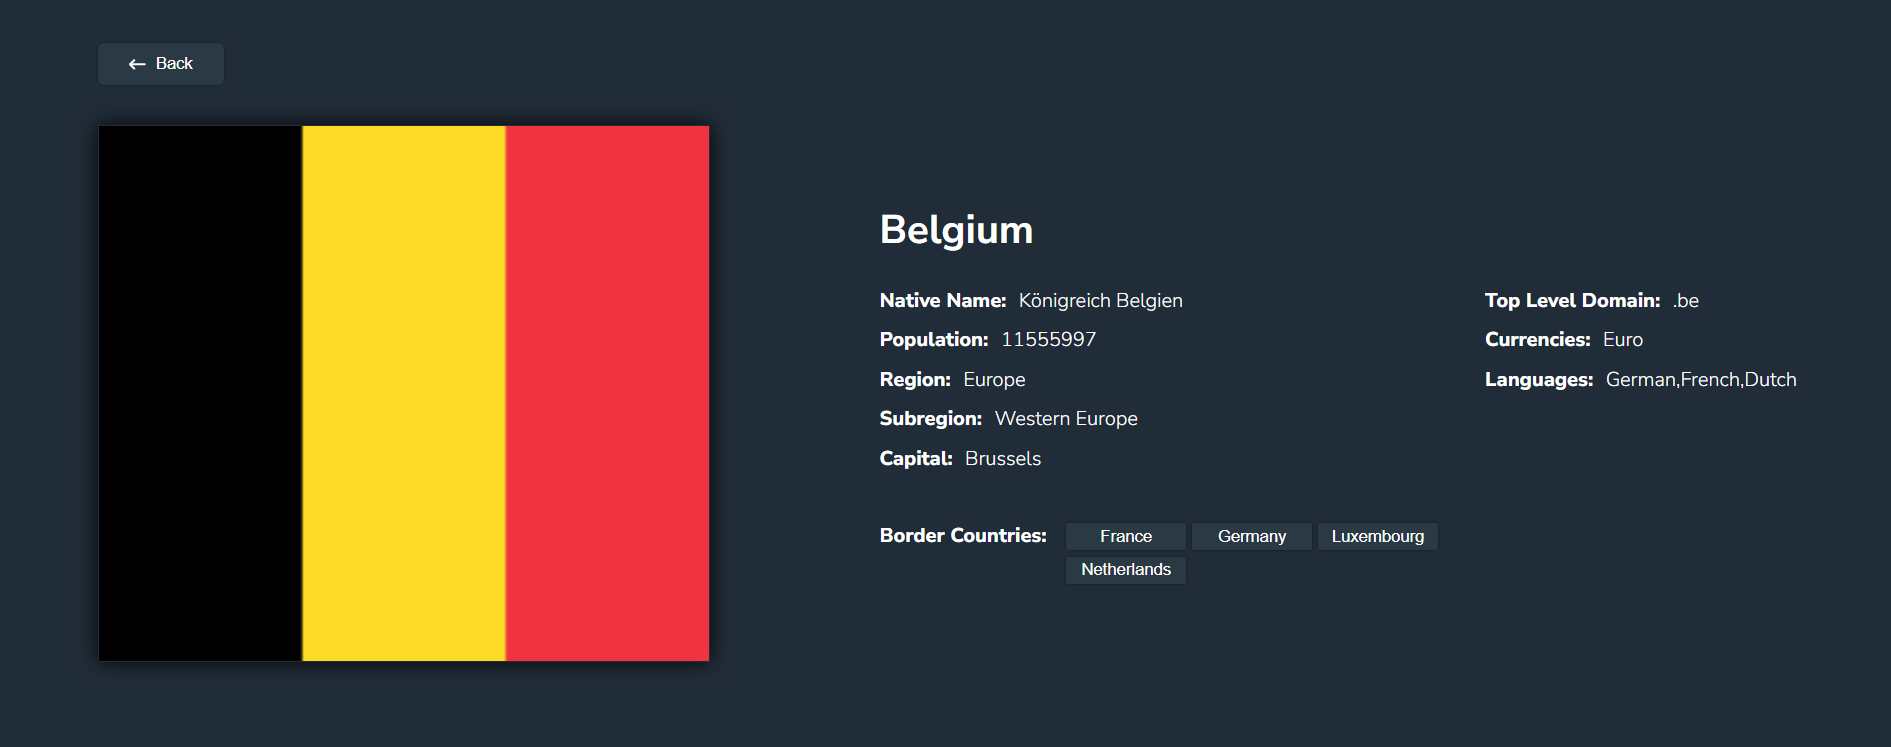 Back
Belgium
Native Name: Königreich Belgien
Population: 11555997
Region: Europe
Subregion: Western Europe
Capital: Brussels
Top Level Domain: .be
Currencies: Euro
Languages: German,French,Dutch
Border Countries: France Germany Luxembourg
Netherlands